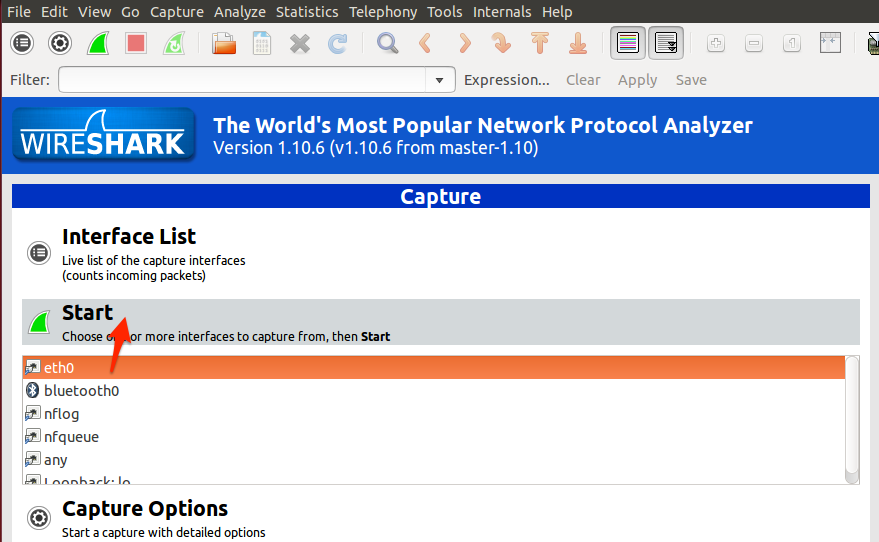 File Edit View Go Capture Analyze Statistics Telephony Tools Internals Help
Filter: Expression... Clear Apply Save
WIRESHARK
The World's Most Popular Network Protocol Analyzer
Version 1.10.6 (v1.10.6 from master-1.10)
Capture
Interface List
Live list of the capture interfaces
(counts incoming packets)
Start
Choose or more interfaces to capture from, then Start
eth0
bluetooth0
nflog
nfqueue
any
Loopback: lo
Capture Options
Start a capture with detailed options